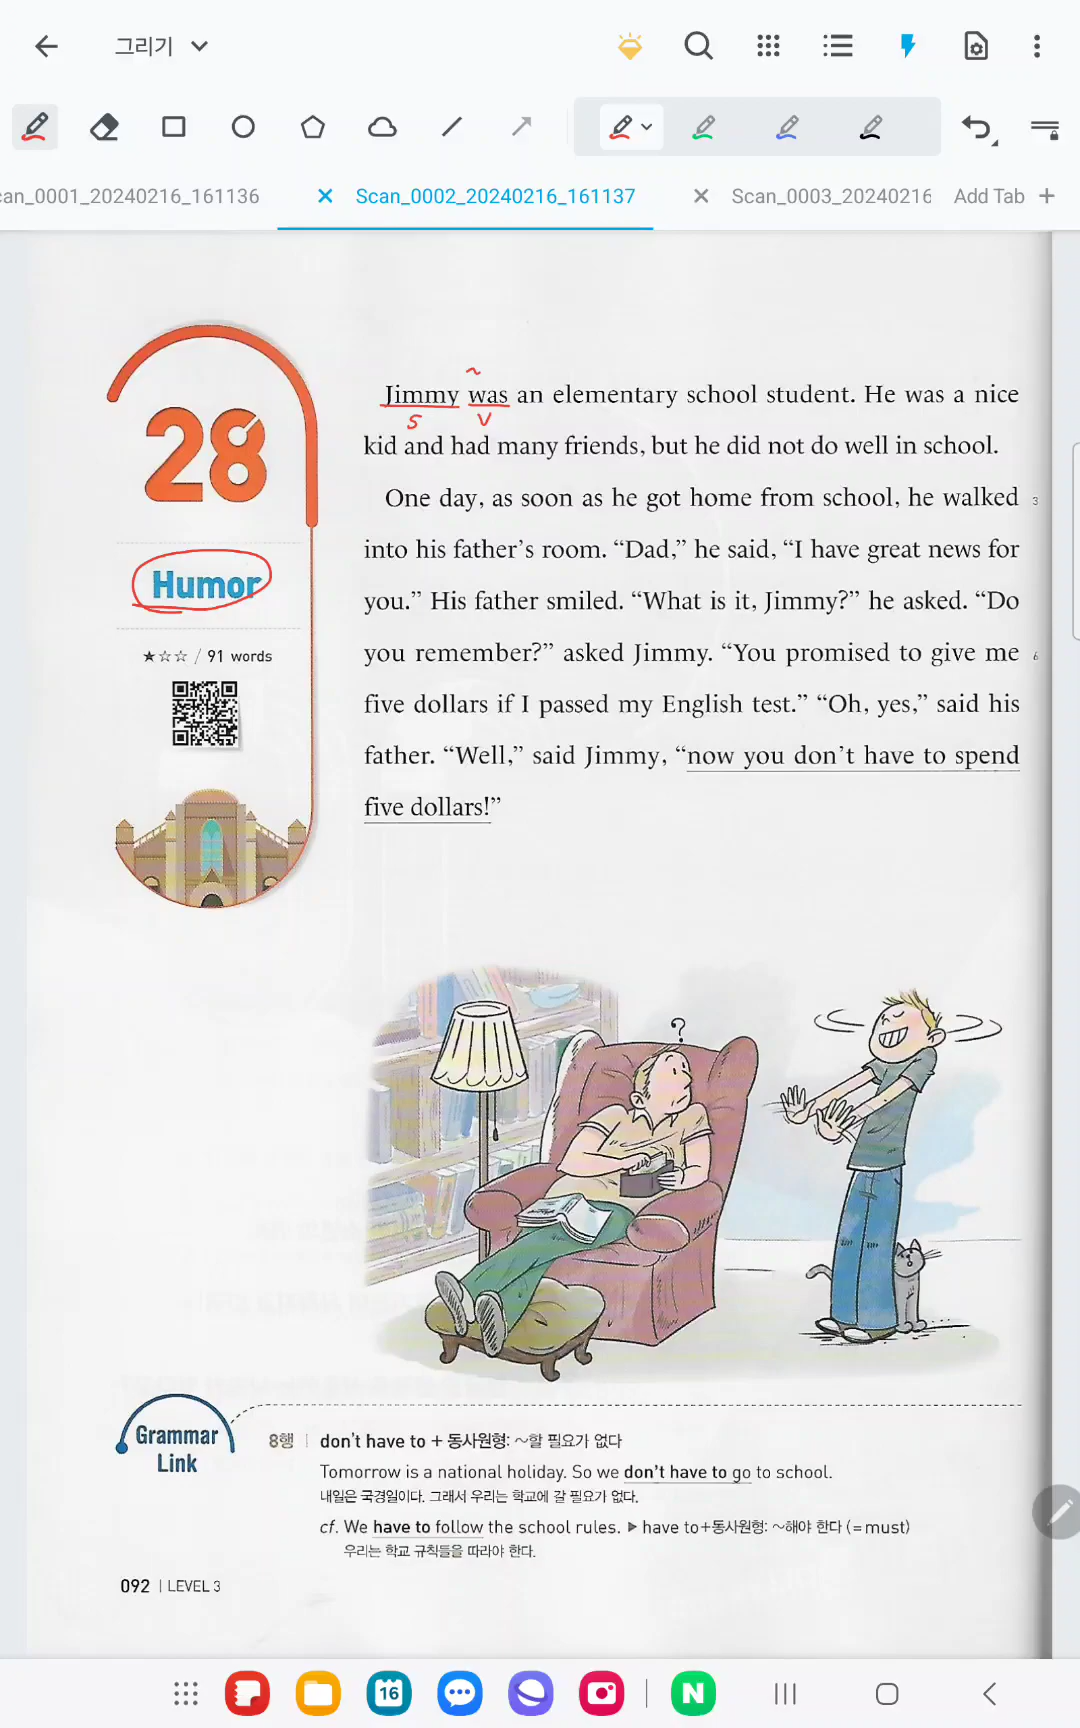 그리기
can_0001_20240216_161136
Scan_0002_20240216_161137
Scan_0003_20240216
Add Tab
28
Humor
★☆☆ / 91 words
Jimmy was an elementary school student. He was a nice
s v
kid and had many friends, but he did not do well in school.
One day, as soon as he got home from school, he walked 3
into his father's room. “Dad,” he said, “I have great news for
you.” His father smiled. “What is it, Jimmy?” he asked. “Do
you remember?” asked Jimmy. “You promised to give me 6
five dollars if I passed my English test.” “Oh, yes,” said his
father. “Well,” said Jimmy, “now you don't have to spend
five dollars!”
?
Grammar
Link
8행 don't have to + 동사원형: ~할 필요가 없다
Tomorrow is a national holiday. So we don't have to go to school.
내일은 국경일이다. 그래서 우리는 학교에 갈 필요가 없다.
cf. We have to follow the school rules. ▶ have to+동사원형: ~해야 한다 (=must)
우리는 학교 규칙들을 따라야 한다.
092 | LEVEL 3
16
N